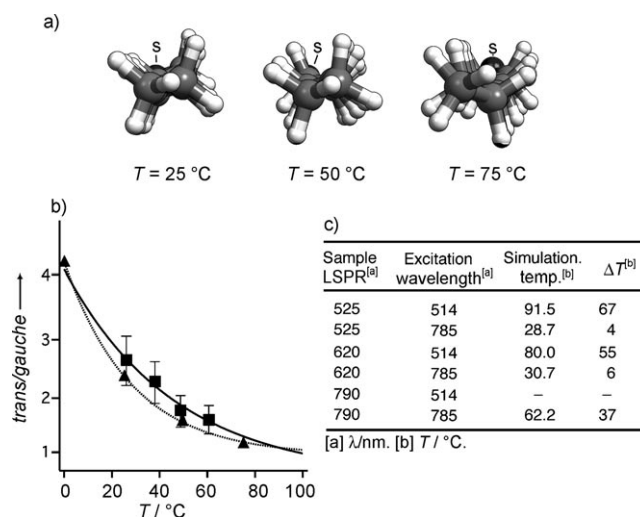 a)
S
S
S
T = 25 °C
T = 50 °C
T = 75 °C
b)
trans/gauche
4
3
2
1
0
20
40
60
80
100
T / °C
c)
Sample LSPR[a] Excitation wavelength[a] Simulation. temp.[b] ΔT[b]
525 514 91.5 67
525 785 28.7 4
620 514 80.0 55
620 785 30.7 6
790 514 – –
790 785 62.2 37
[a] λ/nm. [b] T / °C.